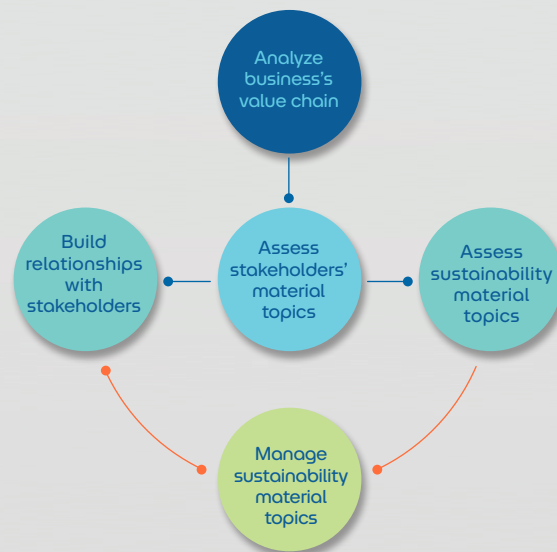 Analyze
business's
value chain
Build
relationships
with
stakeholders
Assess
stakeholders'
material
topics
Assess
sustainability
material
topics
Manage
sustainability
material
topics